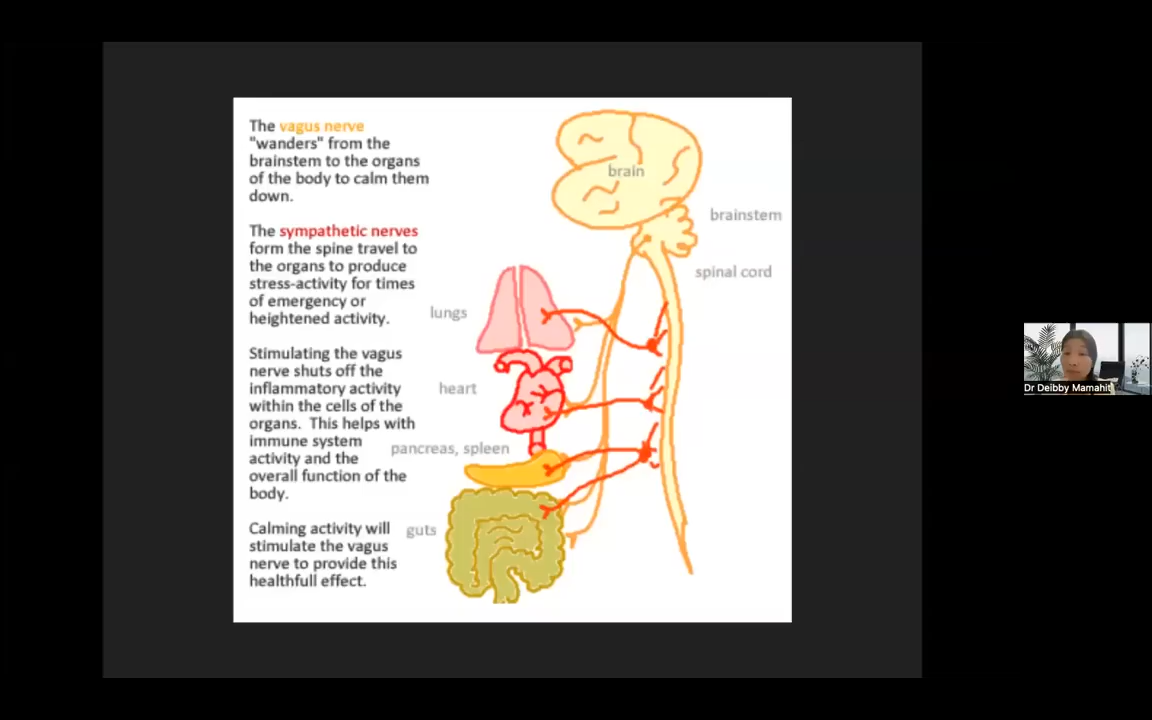 The vagus nerve
"wanders" from the
brainstem to the organs
of the body to calm them
down.
The sympathetic nerves
form the spine travel to
the organs to produce
stress-activity for times
of emergency or
heightened activity.
Stimulating the vagus
nerve shuts off the
inflammatory activity
within the cells of the
organs. This helps with
immune system
activity and the
overall function of the
body.
Calming activity will
stimulate the vagus
nerve to provide this
healthfull effect.
brain
brainstem
spinal cord
lungs
heart
pancreas, spleen
guts
Dr Deibby Mamahit